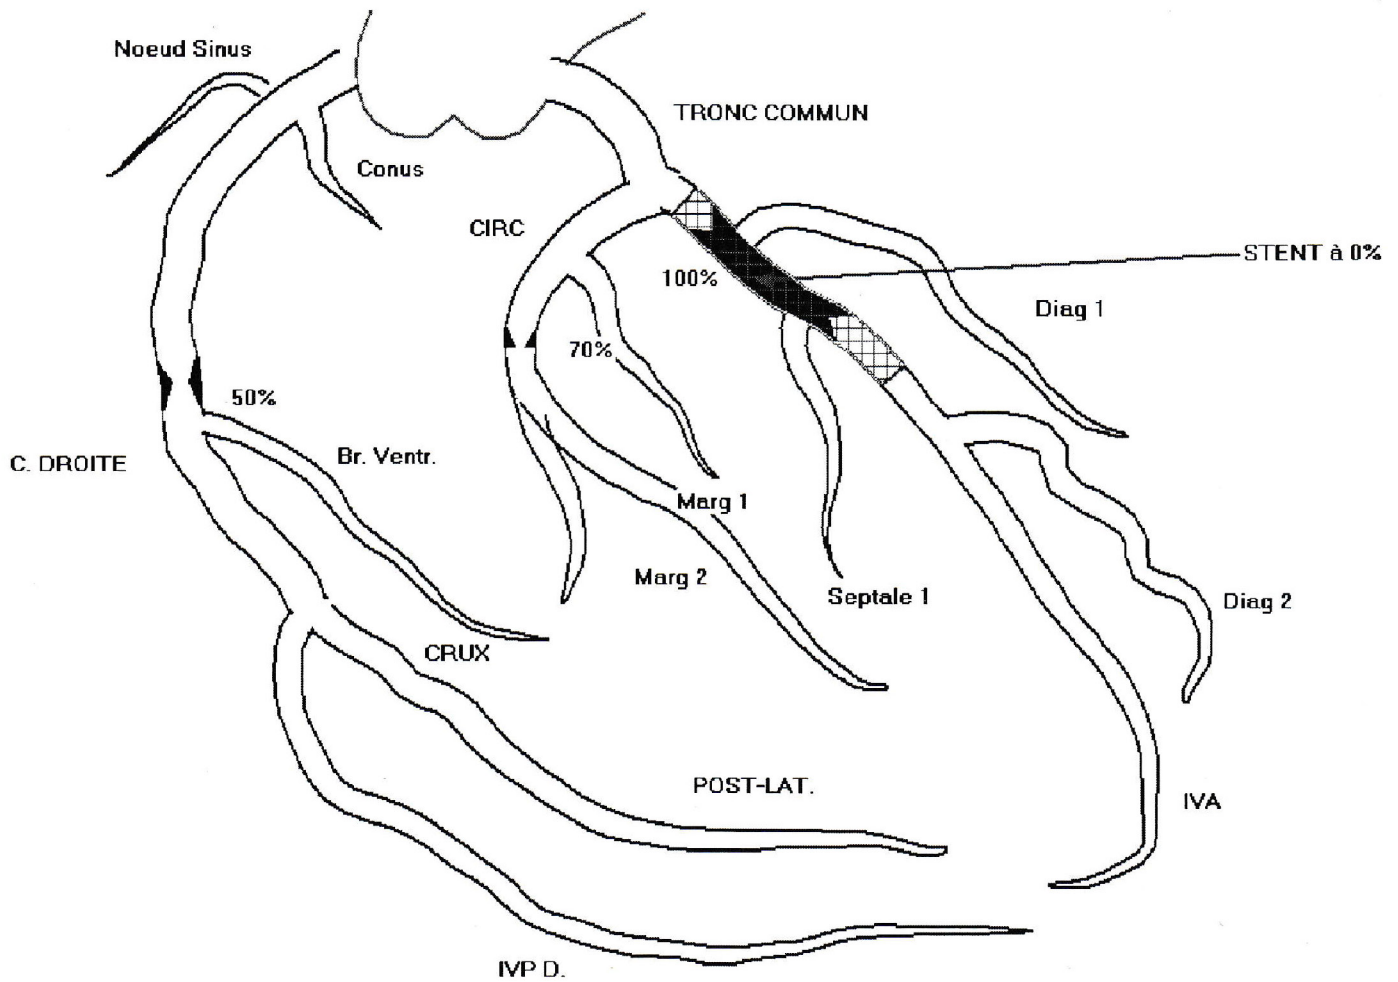 Noeud Sinus
TRONC COMMUN
Conus
CIRC
STENT à 0%
100%
Diag 1
70%
50%
Br. Ventr.
C. DROITE
Marg 1
Marg 2
Septale 1
Diag 2
CRUX
POST-LAT.
IVA
IVP D.